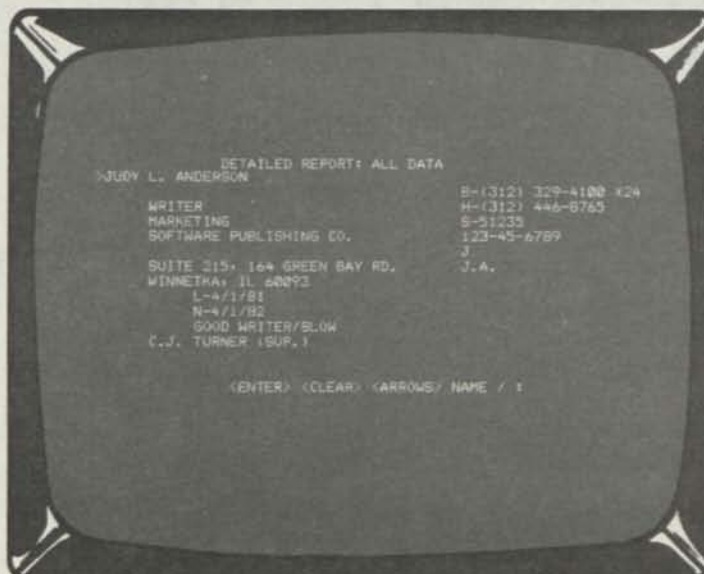 DETAILED REPORT: ALL DATA
>JUDY L. ANDERSON
B-(312) 329-4100 X24
WRITER H-(312) 446-8765
MARKETING S-51235
SOFTWARE PUBLISHING CO. 123-45-6789
J
SUITE 215, 164 GREEN BAY RD. J.A.
WINNETKA, IL 60093
L-4/1/81
N-4/1/82
GOOD WRITER/SLOW
C.J. TURNER (SUP.)
<ENTER> <CLEAR> <ARROWS> NAME / :